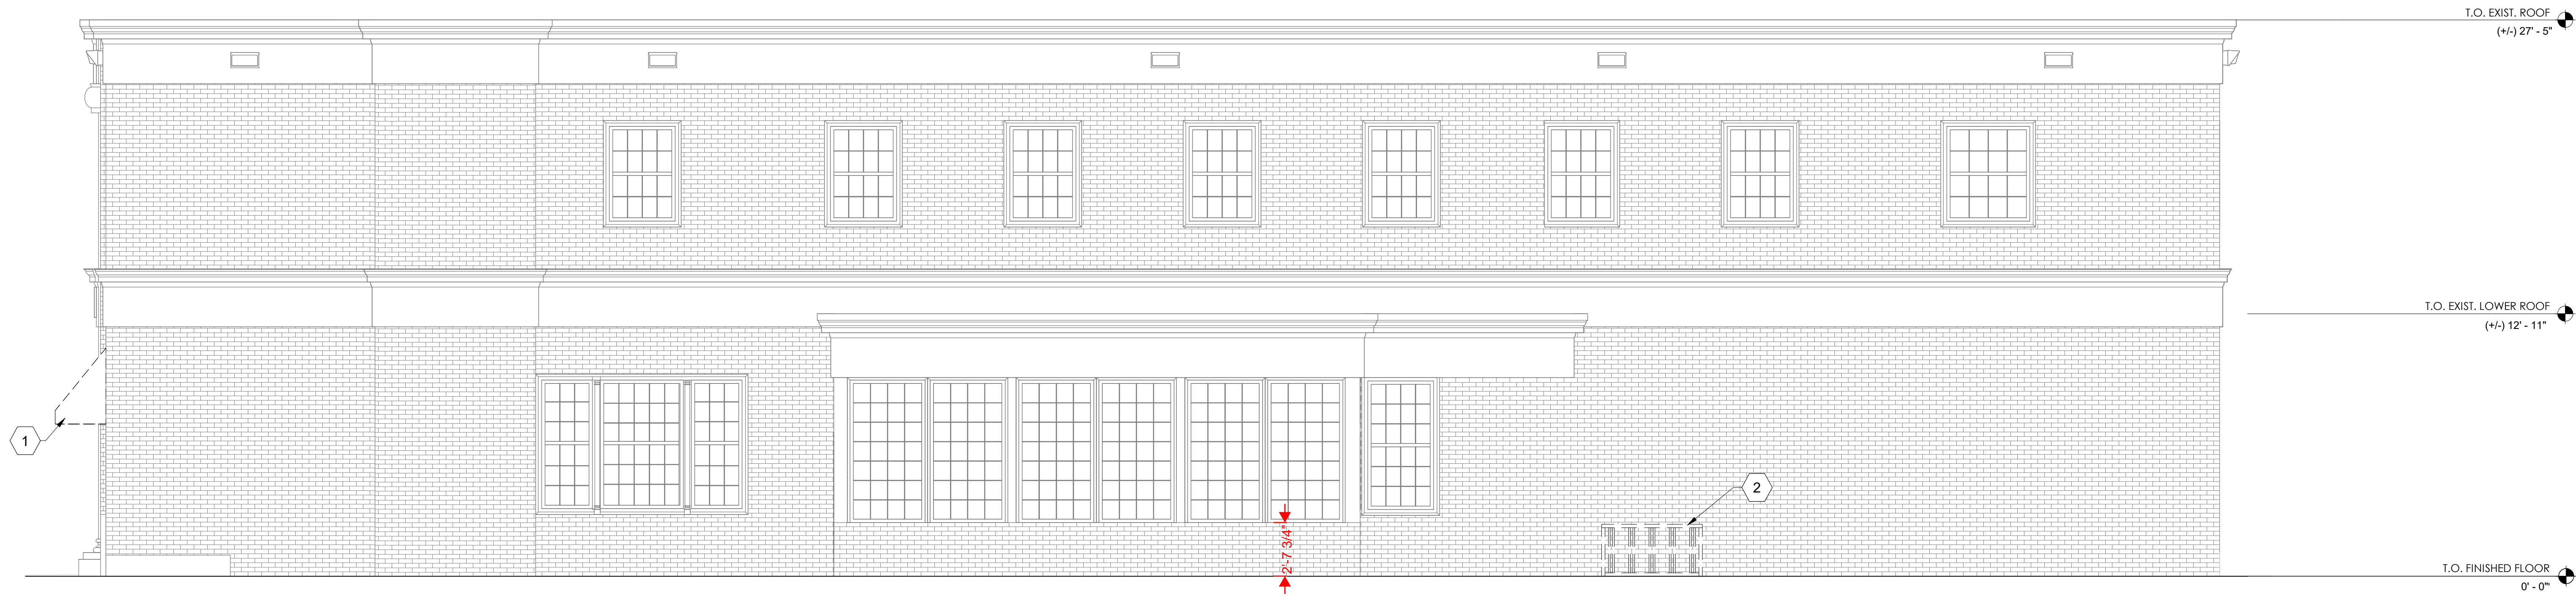 T.O. EXIST. ROOF
(+/-) 27' - 5"
T.O. EXIST. LOWER ROOF
(+/-) 12' - 11"
1
2
2'-7 3/4"
T.O. FINISHED FLOOR
0' - 0"